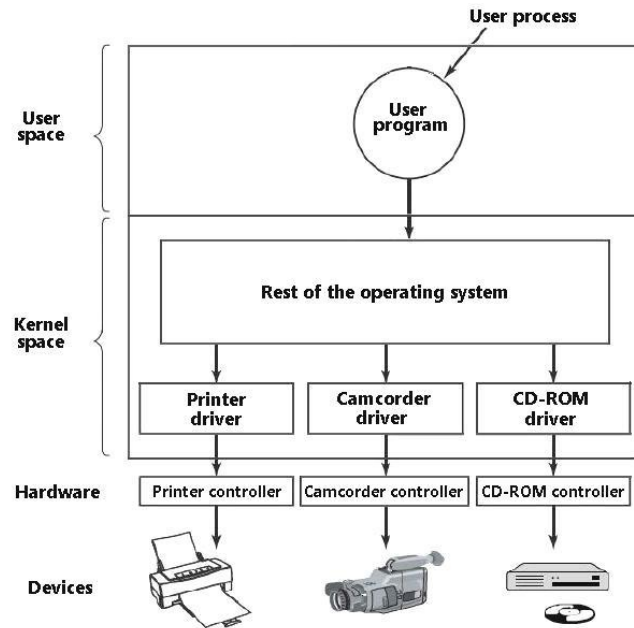 User process
User
program
User
space
Rest of the operating system
Kernel
space
Printer
driver
Camcorder
driver
CD-ROM
driver
Hardware
Printer controller
Camcorder controller
CD-ROM controller
Devices